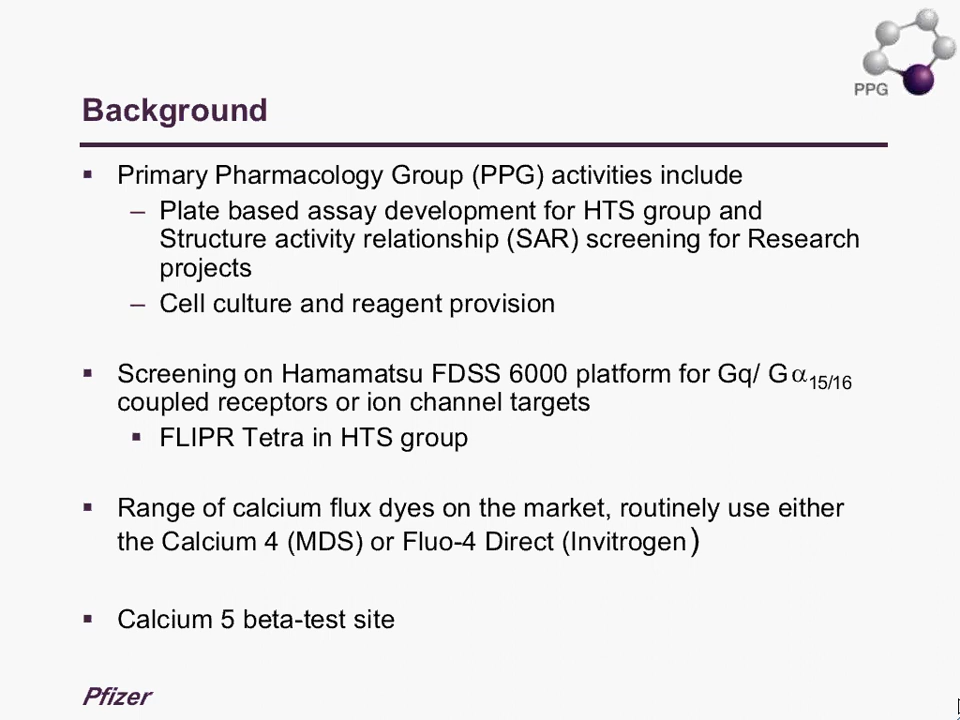 PPG
Background
▪ Primary Pharmacology Group (PPG) activities include
– Plate based assay development for HTS group and
Structure activity relationship (SAR) screening for Research
projects
– Cell culture and reagent provision
▪ Screening on Hamamatsu FDSS 6000 platform for Gq/ Gα15/16
coupled receptors or ion channel targets
▪ FLIPR Tetra in HTS group
▪ Range of calcium flux dyes on the market, routinely use either
the Calcium 4 (MDS) or Fluo-4 Direct (Invitrogen)
▪ Calcium 5 beta-test site
Pfizer